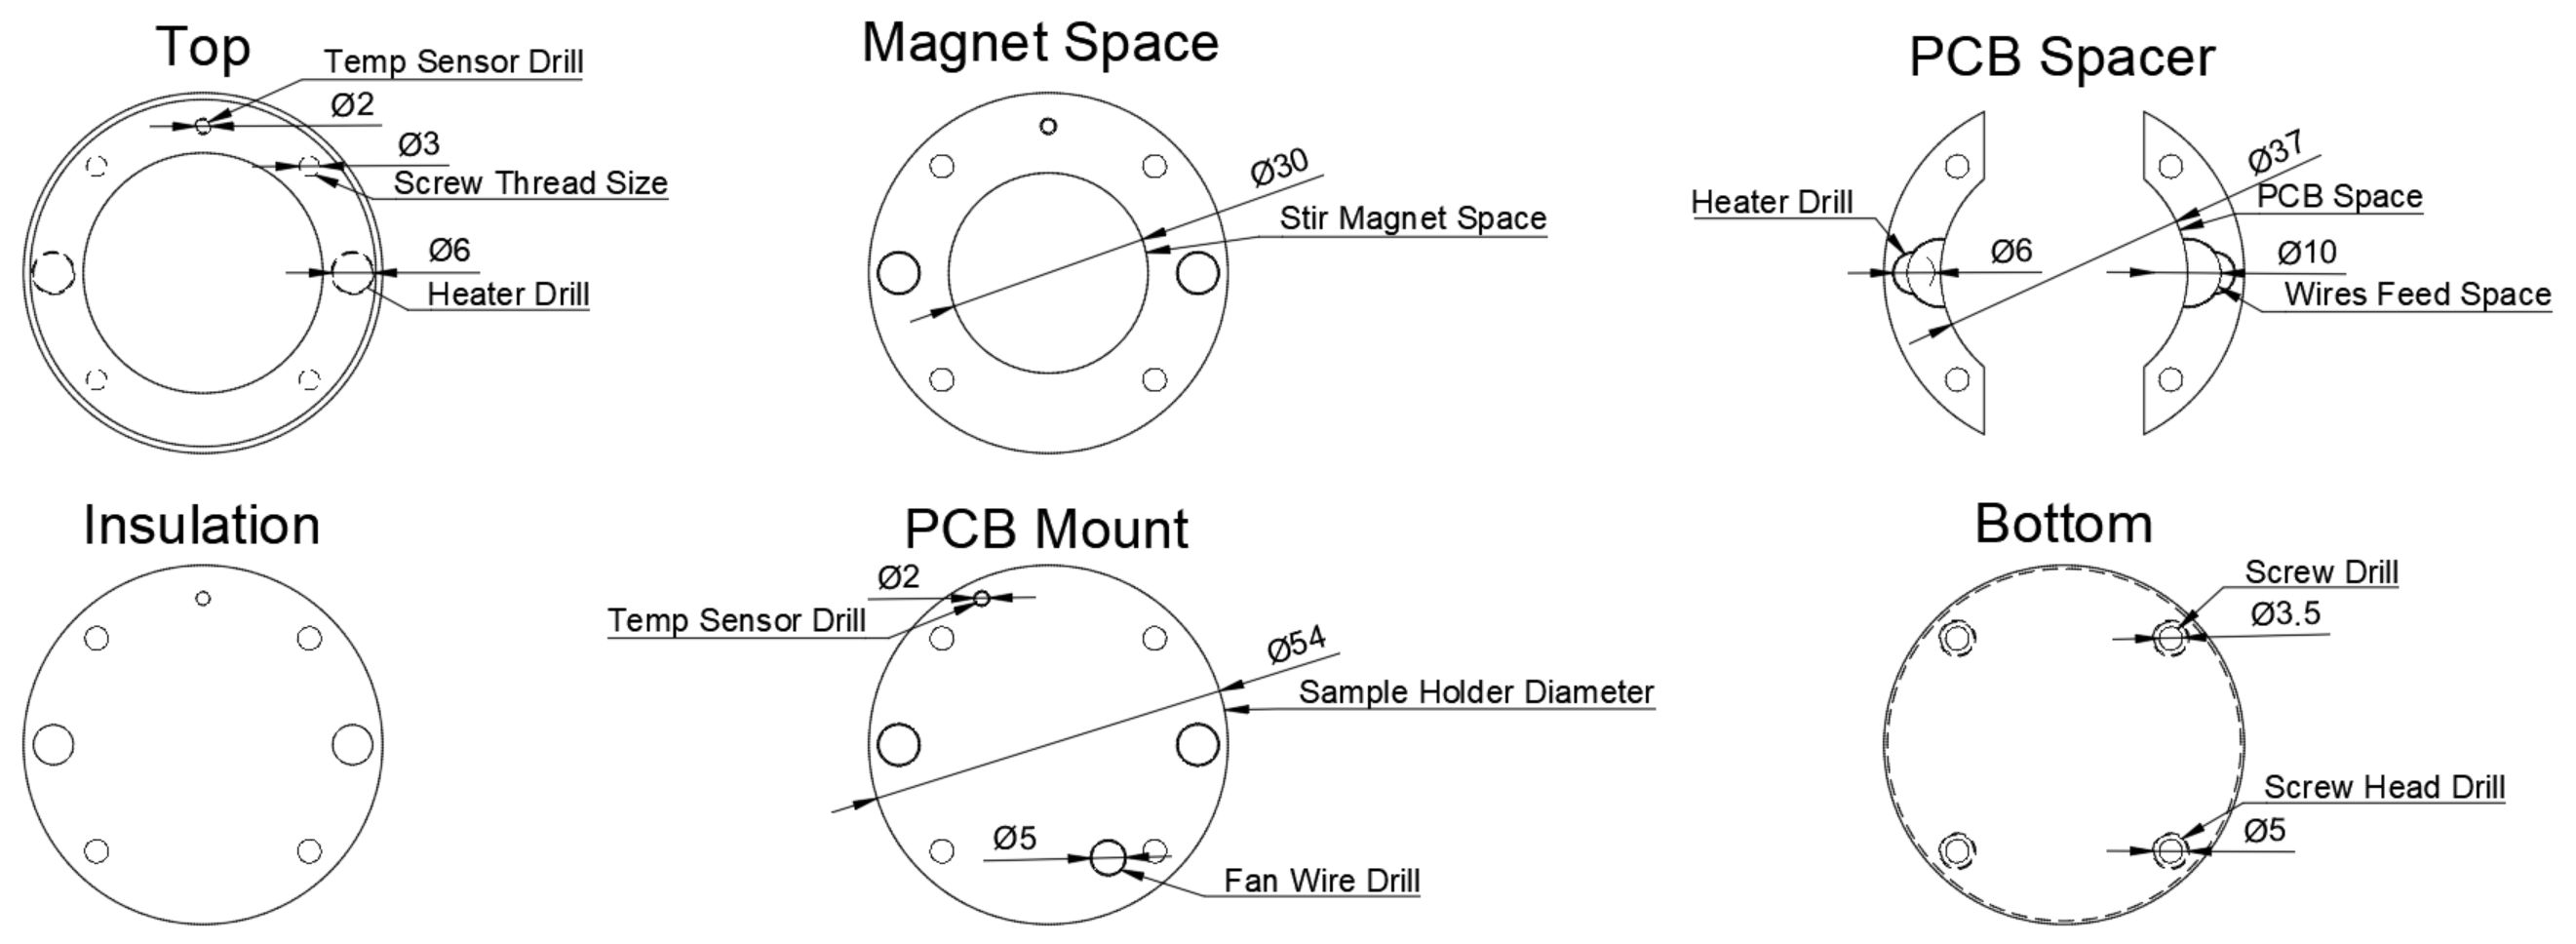 Top
Temp Sensor Drill
Ø2
Ø3
Screw Thread Size
Ø6
Heater Drill
Magnet Space
Ø30
Stir Magnet Space
PCB Spacer
Ø37
PCB Space
Heater Drill
Ø6
Ø10
Wires Feed Space
Insulation
PCB Mount
Ø2
Temp Sensor Drill
Ø54
Sample Holder Diameter
Ø5
Fan Wire Drill
Bottom
Screw Drill
Ø3.5
Screw Head Drill
Ø5